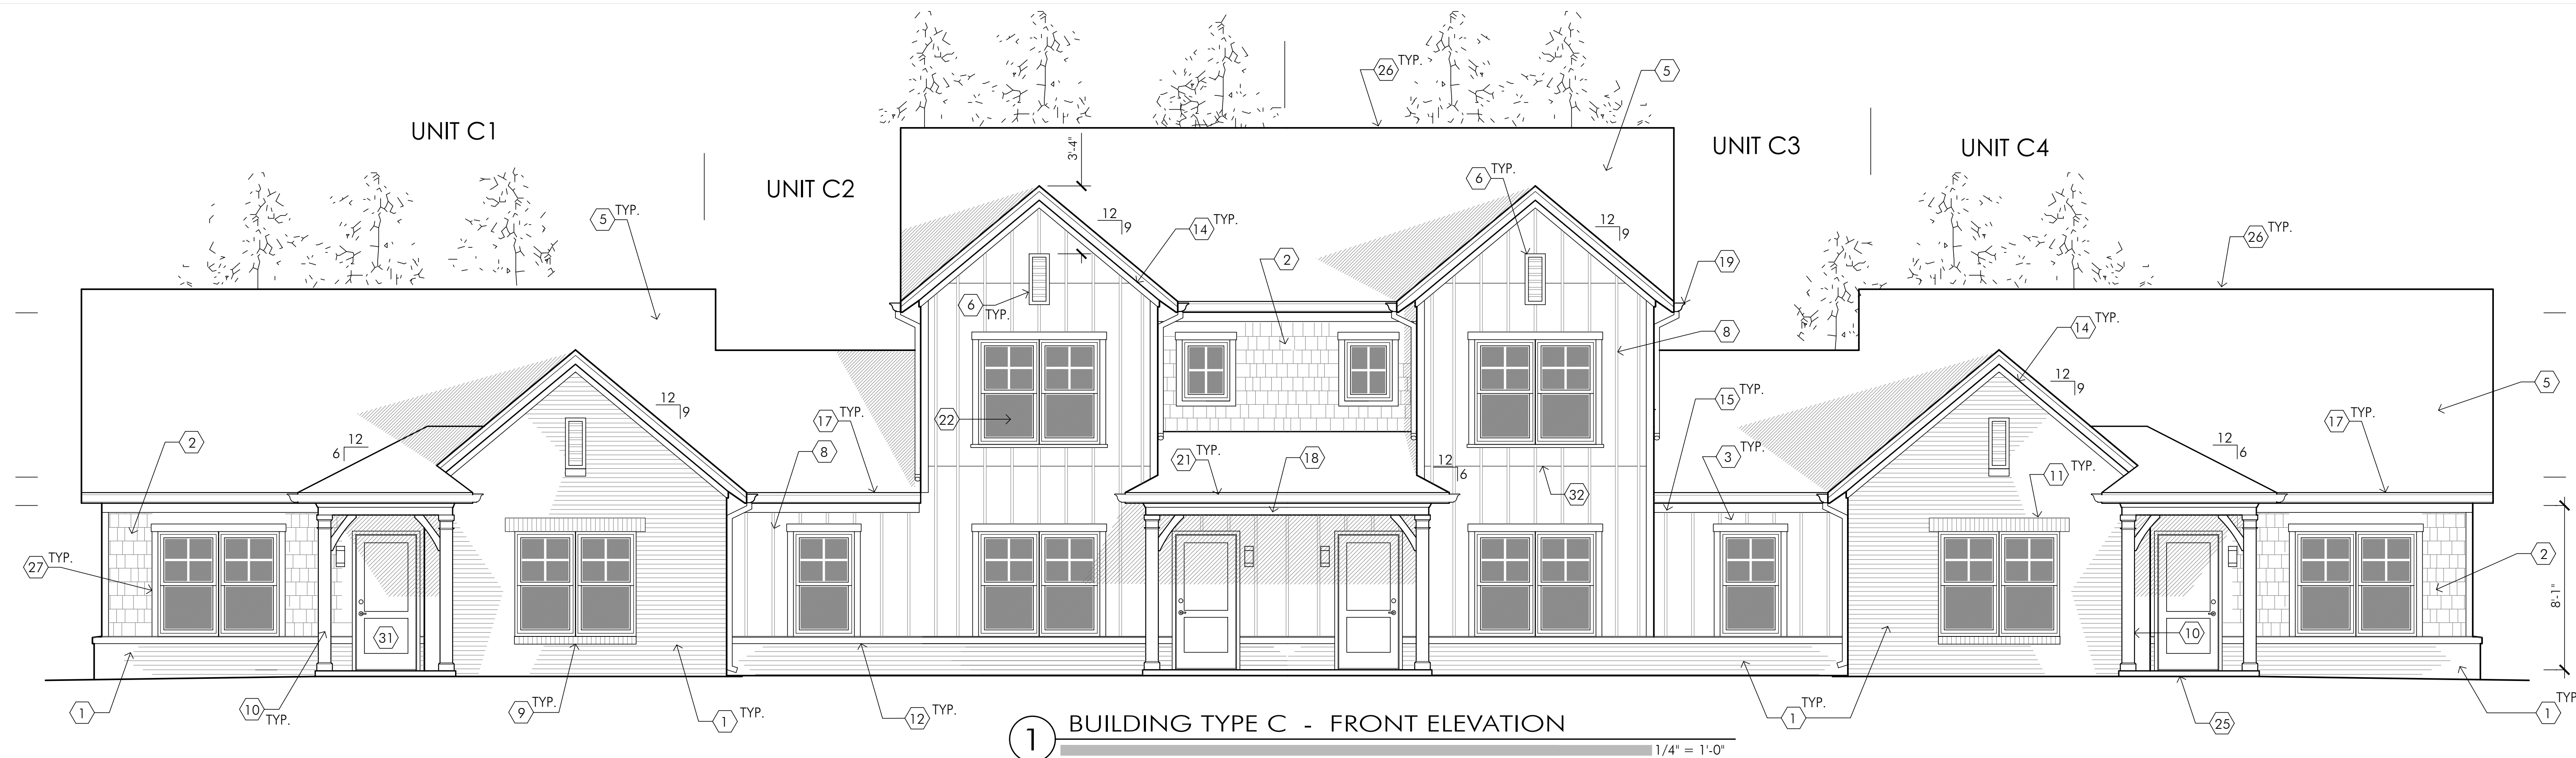 26 TYP.
5
UNIT C1
UNIT C3
UNIT C4
3'-4"
UNIT C2
6 TYP.
5 TYP.
12
9
14 TYP.
12
9
26 TYP.
2
19
6 TYP.
8
14 TYP.
12
9
12
9
5
15 TYP.
17 TYP.
22
17 TYP.
2
12
6
8
21 TYP.
18
12
6
3 TYP.
12
6
11 TYP.
32
27 TYP.
2
8'-1"
31
10
1
10 TYP.
9 TYP.
1 TYP.
12 TYP.
1 TYP.
25
1 TYP
1 BUILDING TYPE C - FRONT ELEVATION
1/4" = 1'-0"